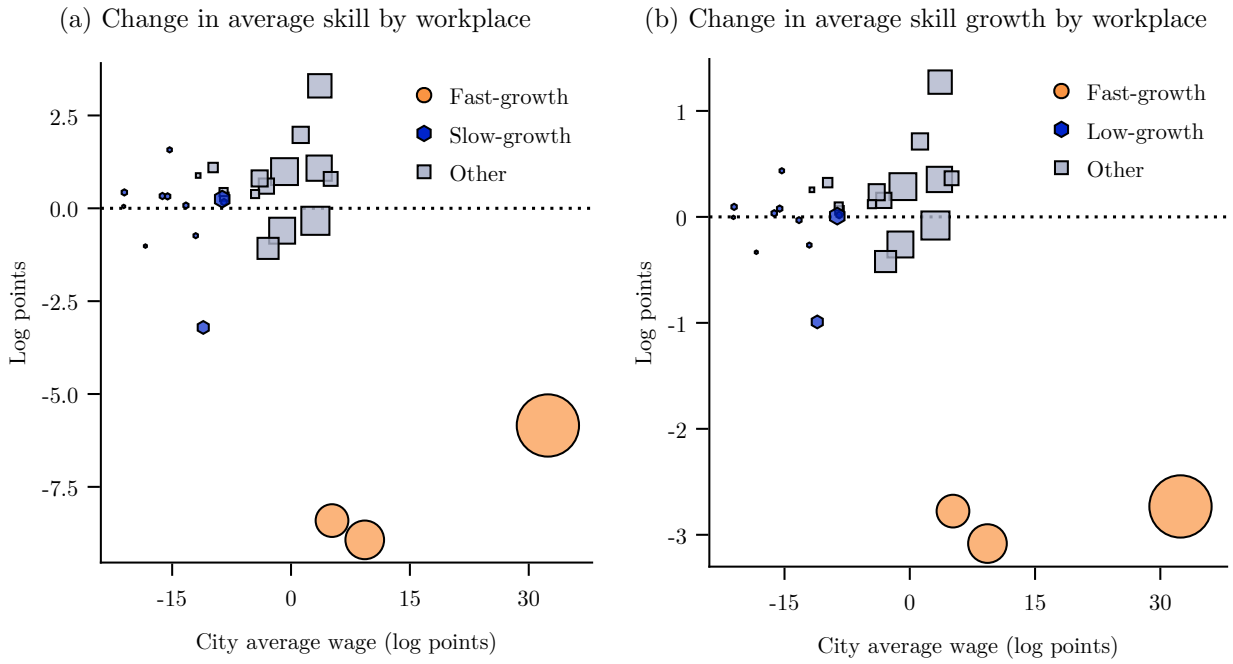 (a) Change in average skill by workplace
Fast-growth
Slow-growth
Other
2.5
0.0
-2.5
-5.0
-7.5
Log points
-15
0
15
30
City average wage (log points)
(b) Change in average skill growth by workplace
Fast-growth
Low-growth
Other
1
0
-1
-2
-3
Log points
-15
0
15
30
City average wage (log points)